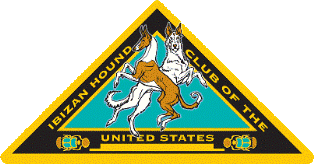 IBIZAN HOUND
CLUB OF THE
UNITED STATES